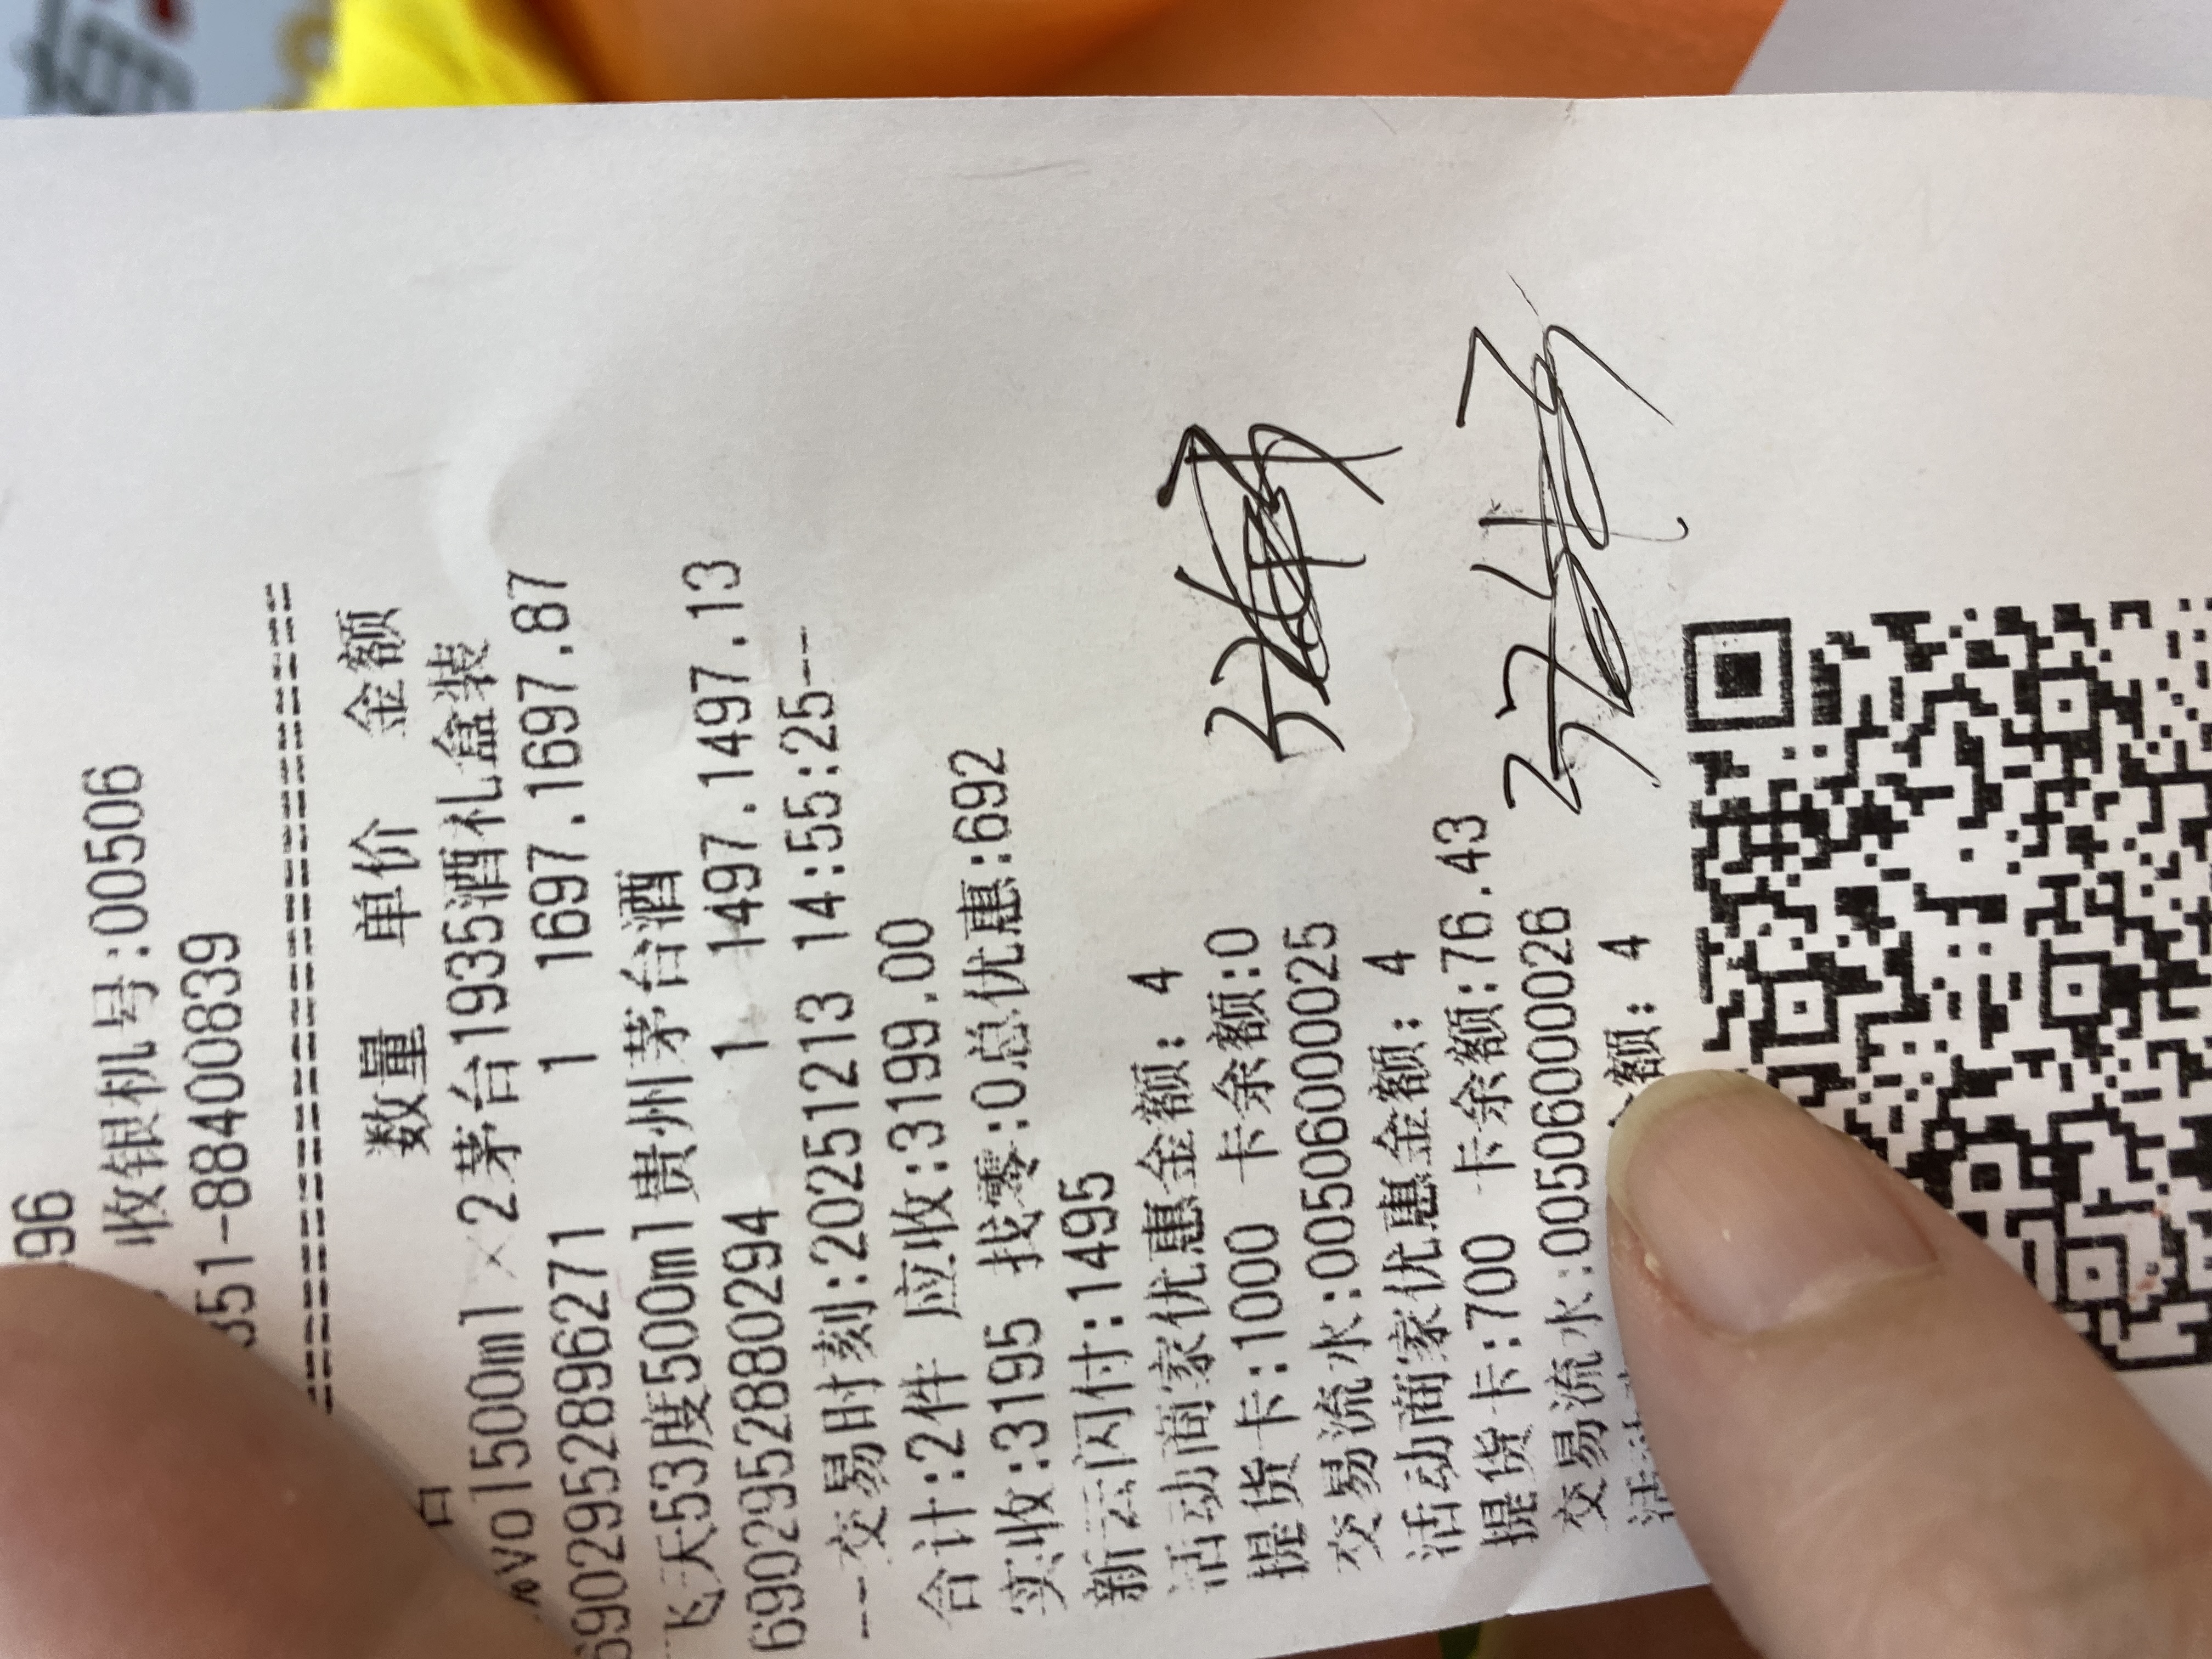 96
收银机号:00506
351-88400839
数量 单价 金额
%vol500ml×2茅台1935酒礼盒装
6902952896271 1 1697.1697.87
飞天53度500ml贵州茅台酒
6902952880294 1 1497.1497.13
---交易时刻:20251213 14:55:25---
合计:2件 应收:3199.00
实收:3195 找零:0总优惠:692
新云闪付:1495
活动商家优惠金额: 4
提货卡:1000 卡余额:0
交易流水:005060000025
活动商家优惠金额: 4
提货卡:700 卡余额:76.43
交易流水:005060000026
额: 4